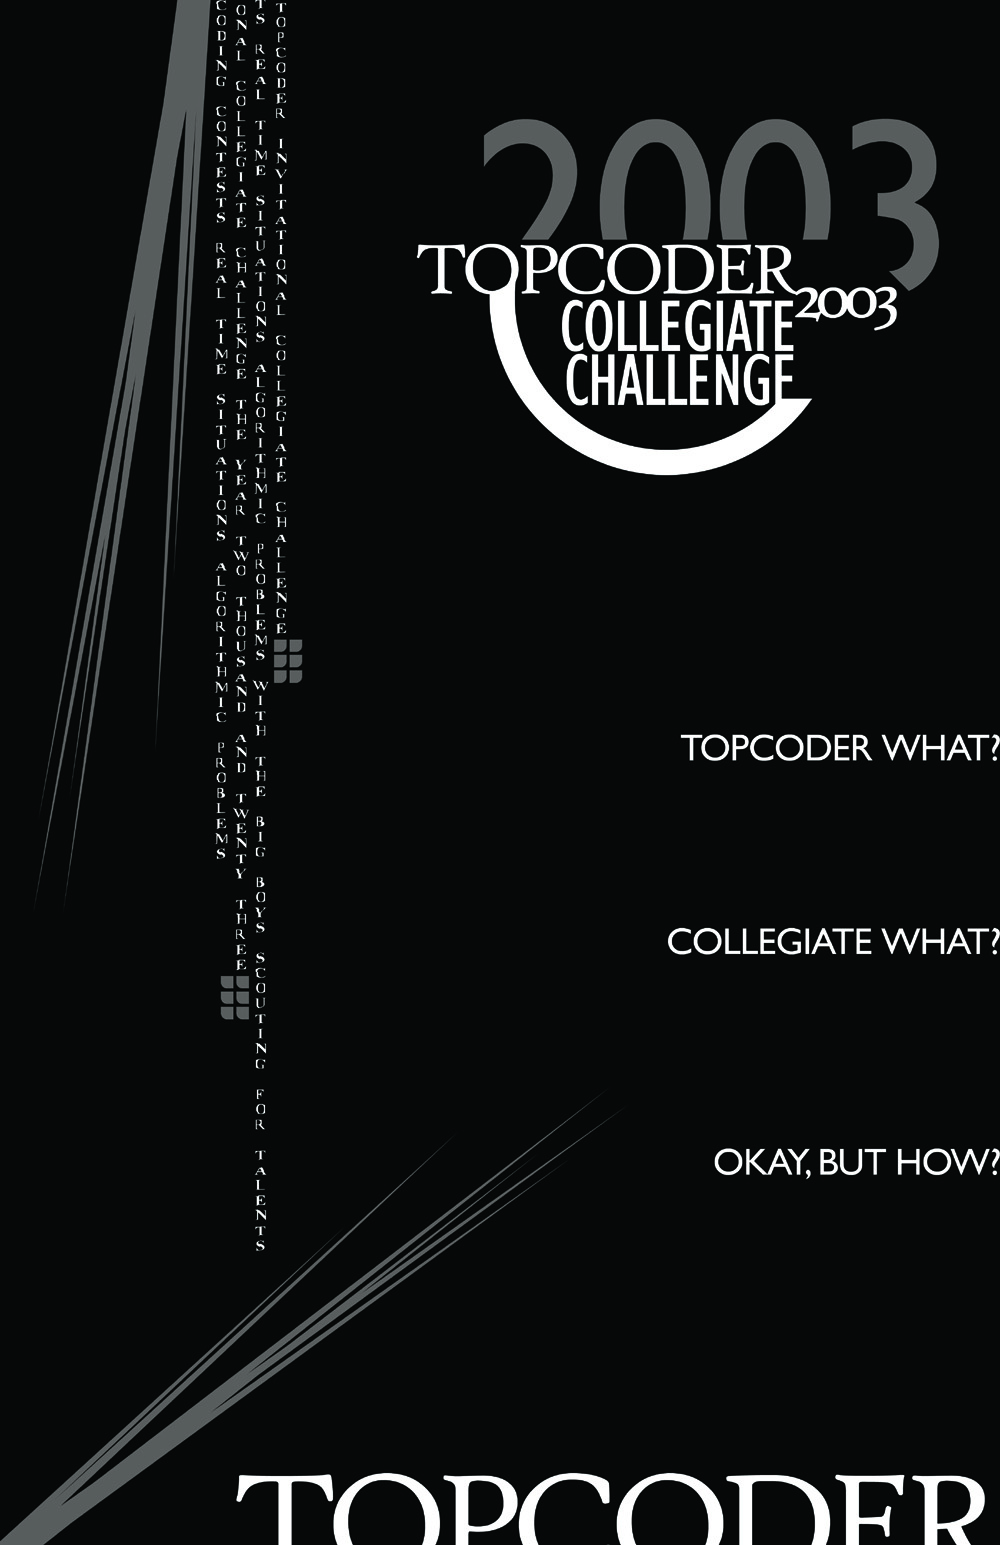 CODING CONTESTS REAL TIME SITUATIONS ALGORITHMIC PROBLEMS
ONAL COLLEGIATE CHALLENGE THE YEAR TWO THOUSAND AND TWENTY THREE
TS REAL TIME SITUATIONS ALGORITHMIC PROBLEMS WITH THE BIG BOYS SCOUTING FOR TALENTS
TOPCODER INVITATIONAL COLLEGIATE CHALLENGE
2003
TOPCODER
COLLEGIATE 2003
CHALLENGE
TOPCODER WHAT?
COLLEGIATE WHAT?
OKAY, BUT HOW?
TOPCODER